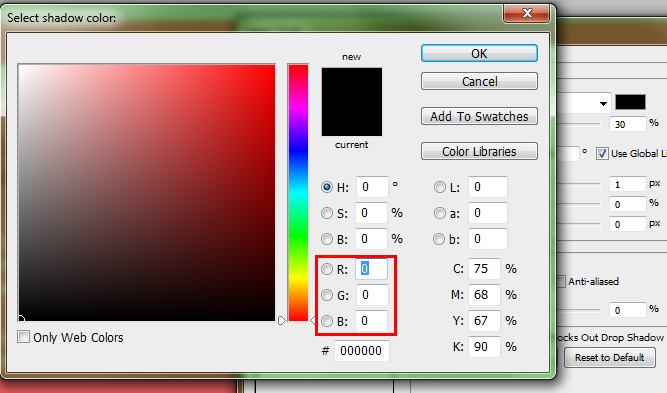 Select shadow color:
new
current
OK
Cancel
Add To Swatches
Color Libraries
H: 0 °
S: 0 %
B: 0 %
L: 0
a: 0
b: 0
R: 0
G: 0
B: 0
C: 75 %
M: 68 %
Y: 67 %
K: 90 %
# 000000
Only Web Colors
30 %
° Use Global Li
1 px
0 %
0 px
Anti-aliased
0 %
ocks Out Drop Shadow
Reset to Default